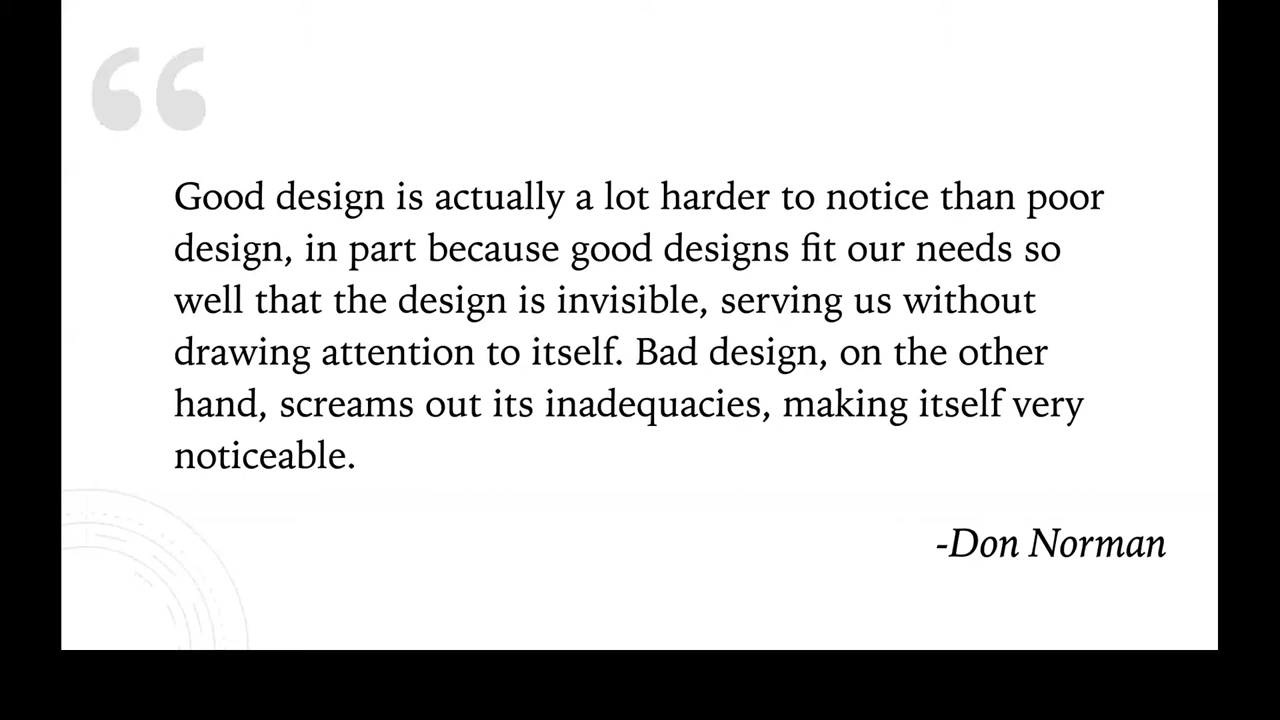 “
Good design is actually a lot harder to notice than poor
design, in part because good designs fit our needs so
well that the design is invisible, serving us without
drawing attention to itself. Bad design, on the other
hand, screams out its inadequacies, making itself very
noticeable.
-Don Norman